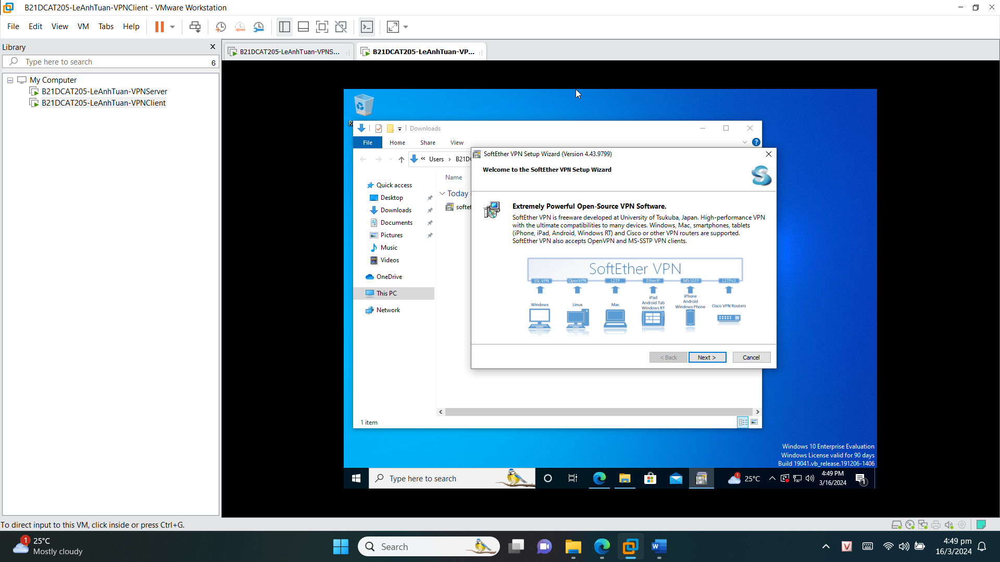 B21DCAT205-LeAnhTuan-VPNClient - VMware Workstation
File Edit View VM Tabs Help
Library
Type here to search
6
My Computer
B21DCAT205-LeAnhTuan-VPNServer
B21DCAT205-LeAnhTuan-VPNClient
B21DCAT205-LeAnhTuan-VPNS...
B21DCAT205-LeAnhTuan-VP...
Downloads
File Home Share View
Users
B21D
Quick access
Desktop
Downloads
Documents
Pictures
Music
Videos
OneDrive
This PC
Network
Name
Today
softet
1 item
SoftEther VPN Setup Wizard (Version 4.43.9799)
Welcome to the SoftEther VPN Setup Wizard
Extremely Powerful Open-Source VPN Software.
SoftEther VPN is freeware developed at University of Tsukuba, Japan. High-performance VPN
with the ultimate compatibilities to many devices. Windows, Mac, smartphones, tablets
(iPhone, iPad, Android, Windows RT) and Cisco or other VPN routers are supported.
SoftEther VPN also accepts OpenVPN and MS-SSTP VPN clients.
SoftEther VPN
SSL-VPN OpenVPN L2TP EtherIP MS-SSTP L2TPv3
Windows
Linux
Mac
iPad
Android Tab
Windows RT
iPhone
Android
Windows Phone
Cisco VPN Routers
< Back Next > Cancel
Windows 10 Enterprise Evaluation
Windows License valid for 90 days
Build 19041.vb_release.191206-1406
Type here to search
1
25°C
4:49 PM
3/16/2024
1
To direct input to this VM, click inside or press Ctrl+G.
1
25°C
Mostly cloudy
Search
4:49 pm
16/3/2024